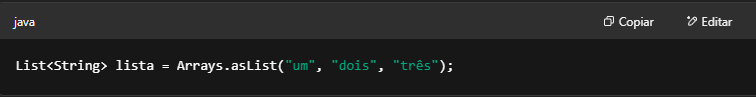 java Copiar Editar
List<String> lista = Arrays.asList("um", "dois", "três");